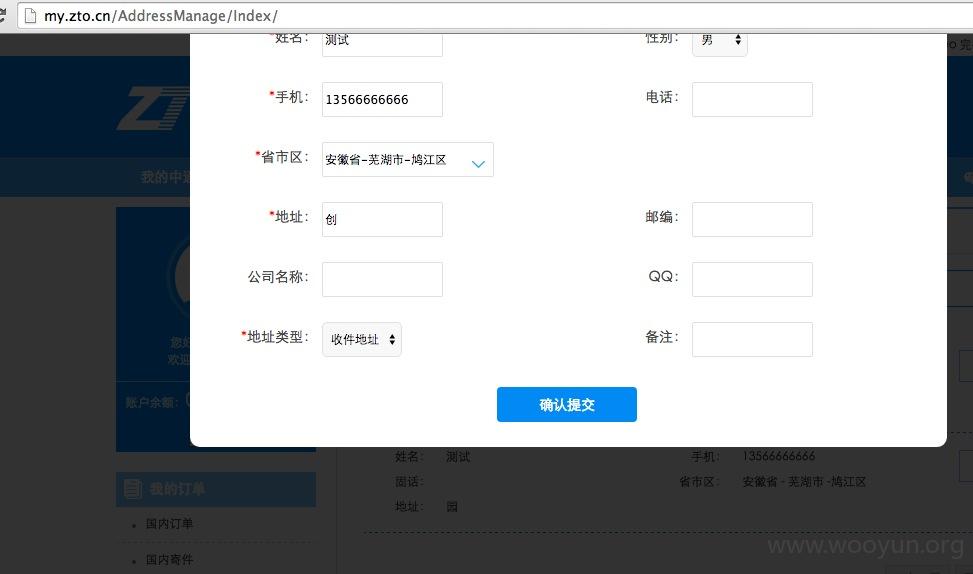 my.zto.cn/AddressManage/Index/
*姓名: 测试 性别: 男
*手机: 13566666666 电话:
*省市区: 安徽省-芜湖市-鸠江区
*地址: 创 邮编:
公司名称: QQ:
*地址类型: 收件地址 备注:
确认提交
ZT
我的中通
您好
欢迎
账户余额:
我的订单
国内订单
国内寄件
姓名: 测试 手机: 13566666666
固话: 省市区: 安徽省 - 芜湖市 -鸠江区
地址: 园
www.wooyun.org